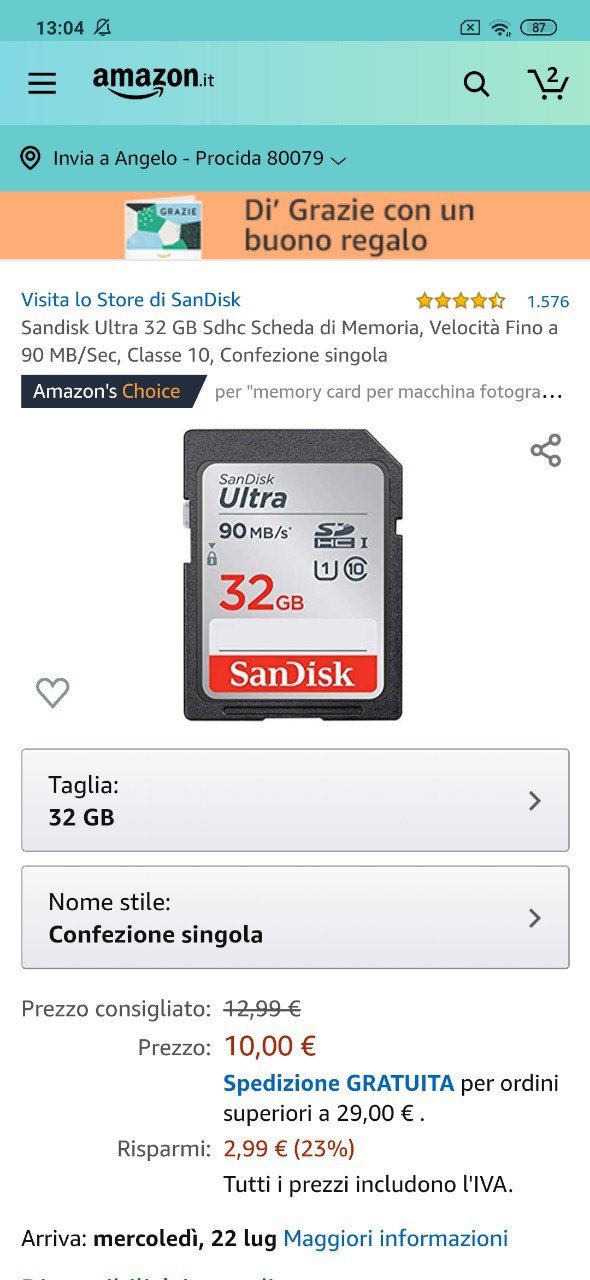 13:04
87
amazon.it
2
Invia a Angelo - Procida 80079
GRAZIE
Di' Grazie con un
buono regalo
Visita lo Store di SanDisk
1.576
Sandisk Ultra 32 GB Sdhc Scheda di Memoria, Velocità Fino a
90 MB/Sec, Classe 10, Confezione singola
Amazon's Choice
per "memory card per macchina fotogra...
SanDisk
Ultra
90 MB/s*
SD HC I
1 10
32GB
SanDisk
Taglia:
32 GB
Nome stile:
Confezione singola
Prezzo consigliato: 12,99 €
Prezzo: 10,00 €
Spedizione GRATUITA per ordini
superiori a 29,00 € .
Risparmi: 2,99 € (23%)
Tutti i prezzi includono l'IVA.
Arriva: mercoledì, 22 lug Maggiori informazioni